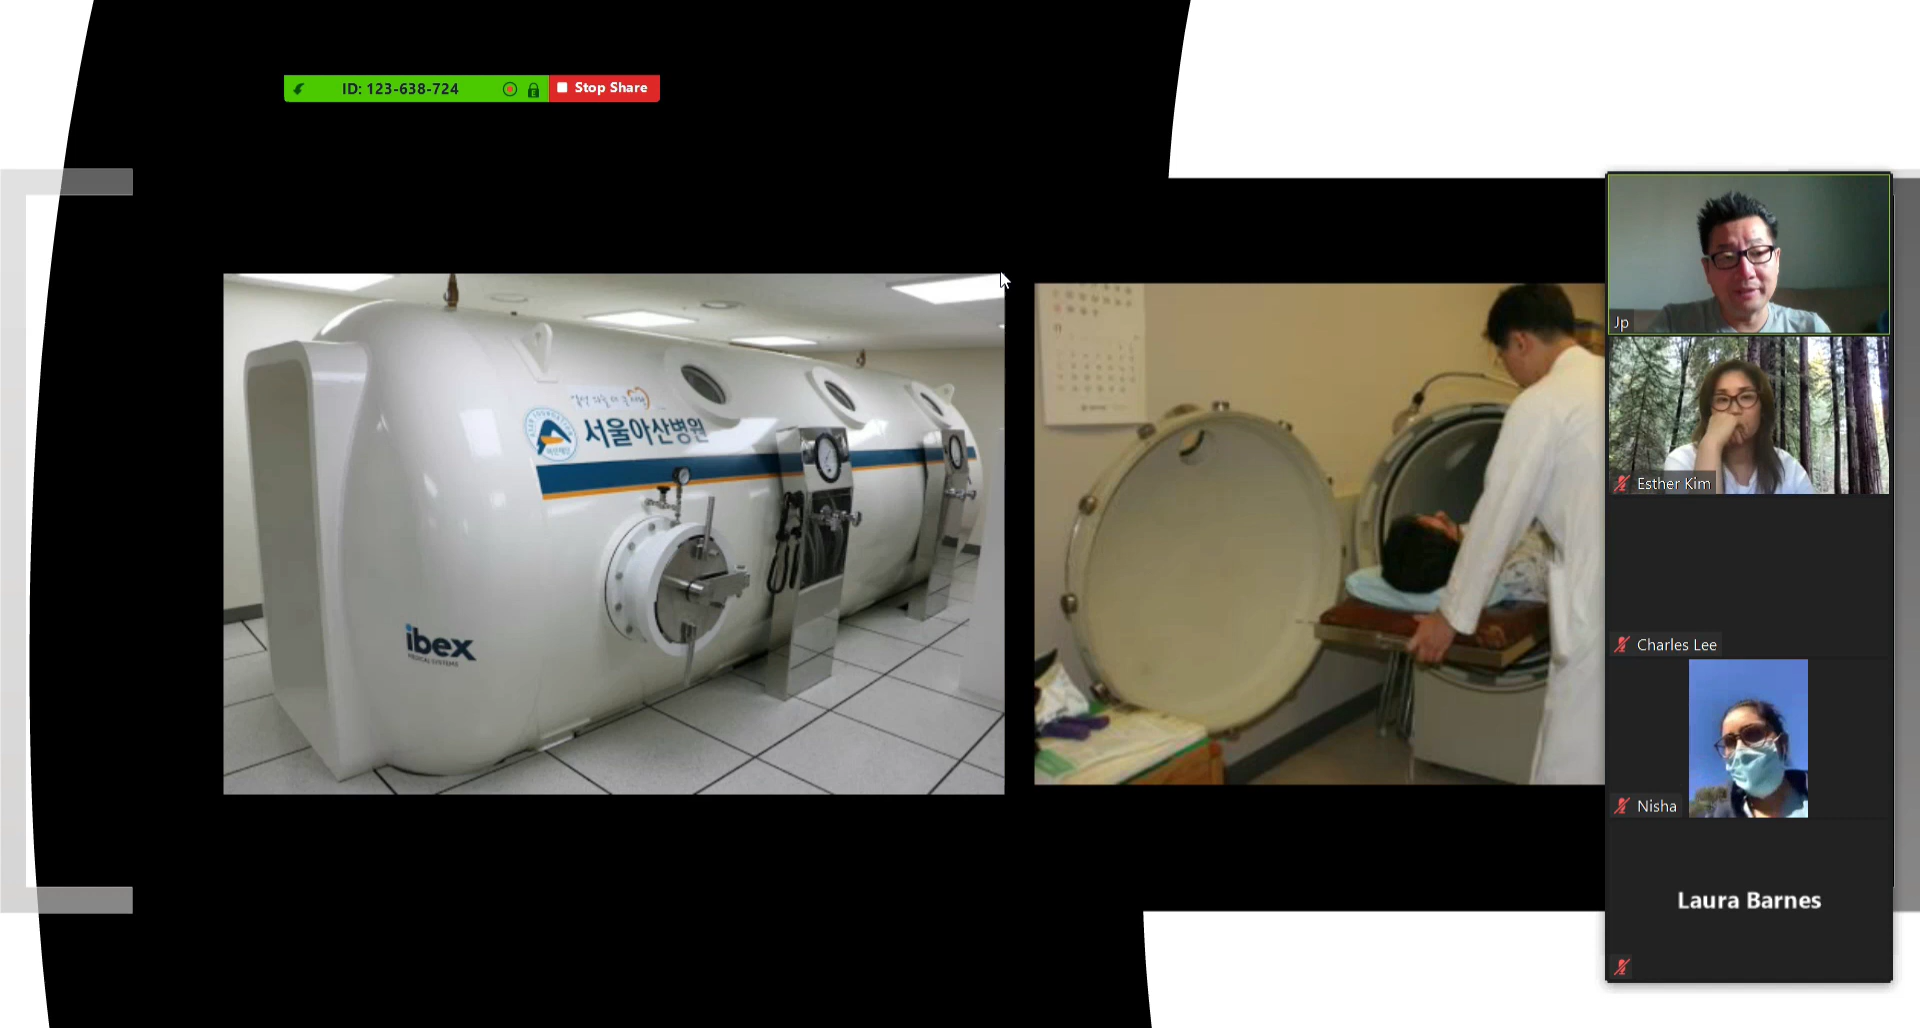 ID: 123-638-724
Stop Share
서울아산병원
ibex
MEDICAL SYSTEMS
Jp
Esther Kim
Charles Lee
Nisha
Laura Barnes